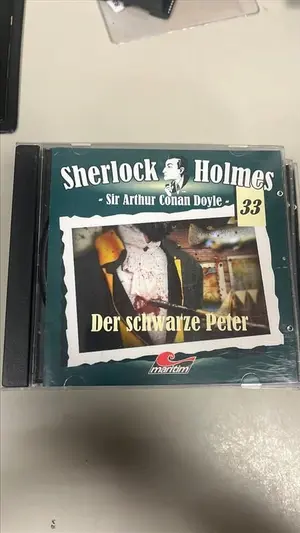 Sherlock Holmes
- Sir Arthur Conan Doyle -
33
Der schwarze Peter
maritim